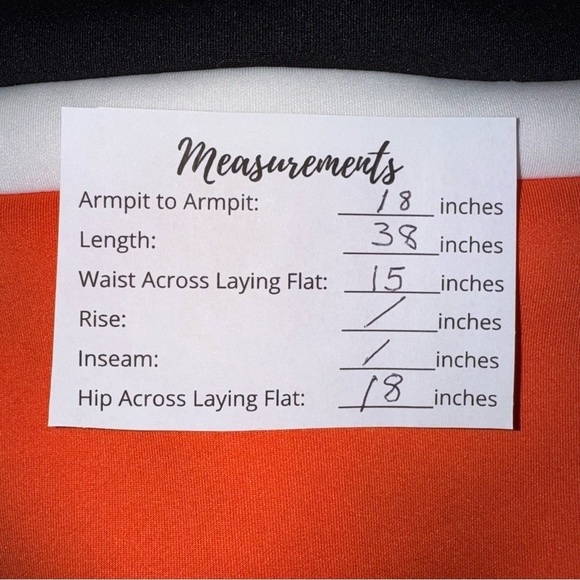 Measurements
Armpit to Armpit: 18 inches
Length: 38 inches
Waist Across Laying Flat: 15 inches
Rise: / inches
Inseam: / inches
Hip Across Laying Flat: 18 inches